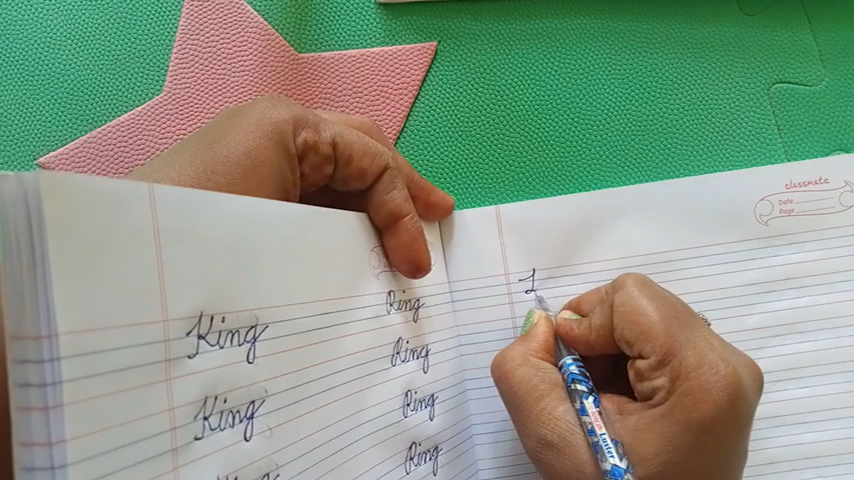 classmate
Date
Page
King Ring
King Ring
Ring
Ring